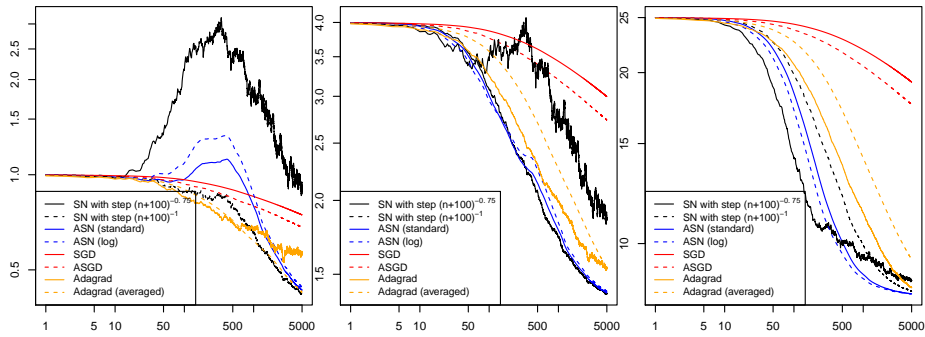 2.5
2.0
1.5
1.0
0.5
SN with step (n+100)^−0.75
SN with step (n+100)^−1
ASN (standard)
ASN (log)
SGD
ASGD
Adagrad
Adagrad (averaged)
1 5 10 50 500 5000
4.0
3.0
2.5
2.0
1.5
SN with step (n+100)^−0.75
SN with step (n+100)^−1
ASN (standard)
ASN (log)
SGD
ASGD
Adagrad
Adagrad (averaged)
1 5 10 50 500 5000
25
20
10
SN with step (n+100)^−0.75
SN with step (n+100)^−1
ASN (standard)
ASN (log)
SGD
ASGD
Adagrad
Adagrad (averaged)
1 5 10 50 500 5000